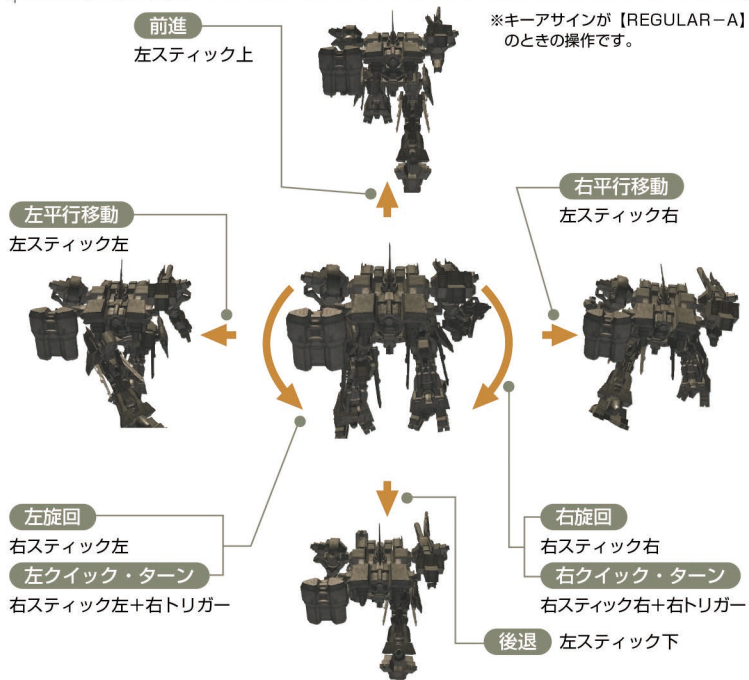 前進
左スティック上
※キーアサインが【REGULAR−A】
のときの操作です。
左平行移動
左スティック左
右平行移動
左スティック右
左旋回
右スティック左
左クイック・ターン
右スティック左＋右トリガー
右旋回
右スティック右
右クイック・ターン
右スティック右＋右トリガー
後退
左スティック下